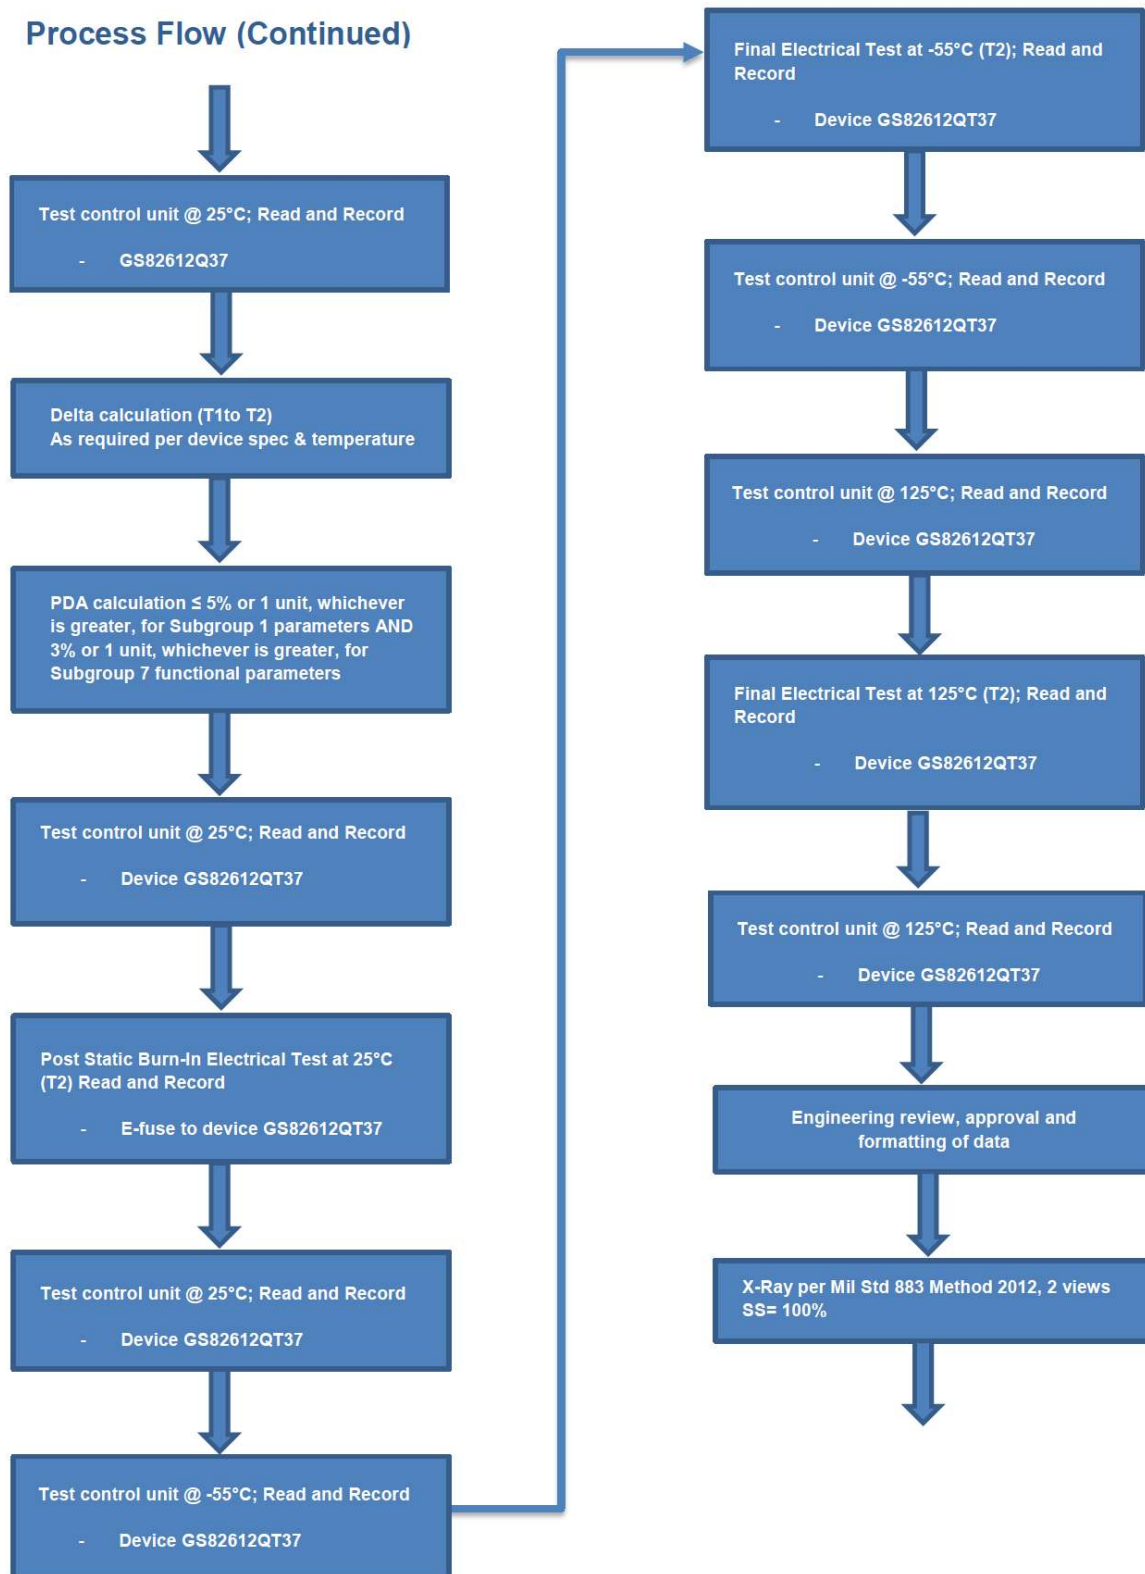 Process Flow (Continued)
Test control unit @ 25°C; Read and Record
- GS82612Q37
Delta calculation (T1to T2)
As required per device spec & temperature
PDA calculation ≤ 5% or 1 unit, whichever
is greater, for Subgroup 1 parameters AND
3% or 1 unit, whichever is greater, for
Subgroup 7 functional parameters
Test control unit @ 25°C; Read and Record
- Device GS82612QT37
Post Static Burn-In Electrical Test at 25°C
(T2) Read and Record
- E-fuse to device GS82612QT37
Test control unit @ 25°C; Read and Record
- Device GS82612QT37
Test control unit @ -55°C; Read and Record
- Device GS82612QT37
Final Electrical Test at -55°C (T2); Read and
Record
- Device GS82612QT37
Test control unit @ -55°C; Read and Record
- Device GS82612QT37
Test control unit @ 125°C; Read and Record
- Device GS82612QT37
Final Electrical Test at 125°C (T2); Read and
Record
- Device GS82612QT37
Test control unit @ 125°C; Read and Record
- Device GS82612QT37
Engineering review, approval and
formatting of data
X-Ray per Mil Std 883 Method 2012, 2 views
SS= 100%